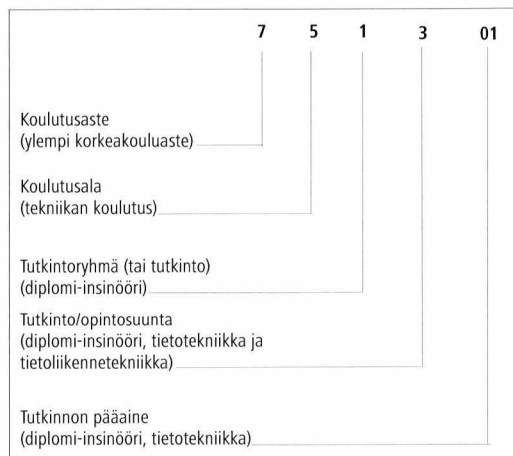 7 5 1 3 01
Koulutusaste
(ylempi korkeakouluaste)
Koulutusala
(tekniikan koulutus)
Tutkintoryhmä (tai tutkinto)
(diplomi-insinööri)
Tutkinto/opintosuunta
(diplomi-insinööri, tietotekniikka ja
tietoliikennetekniikka)
Tutkinnon pääaine
(diplomi-insinööri, tietotekniikka)